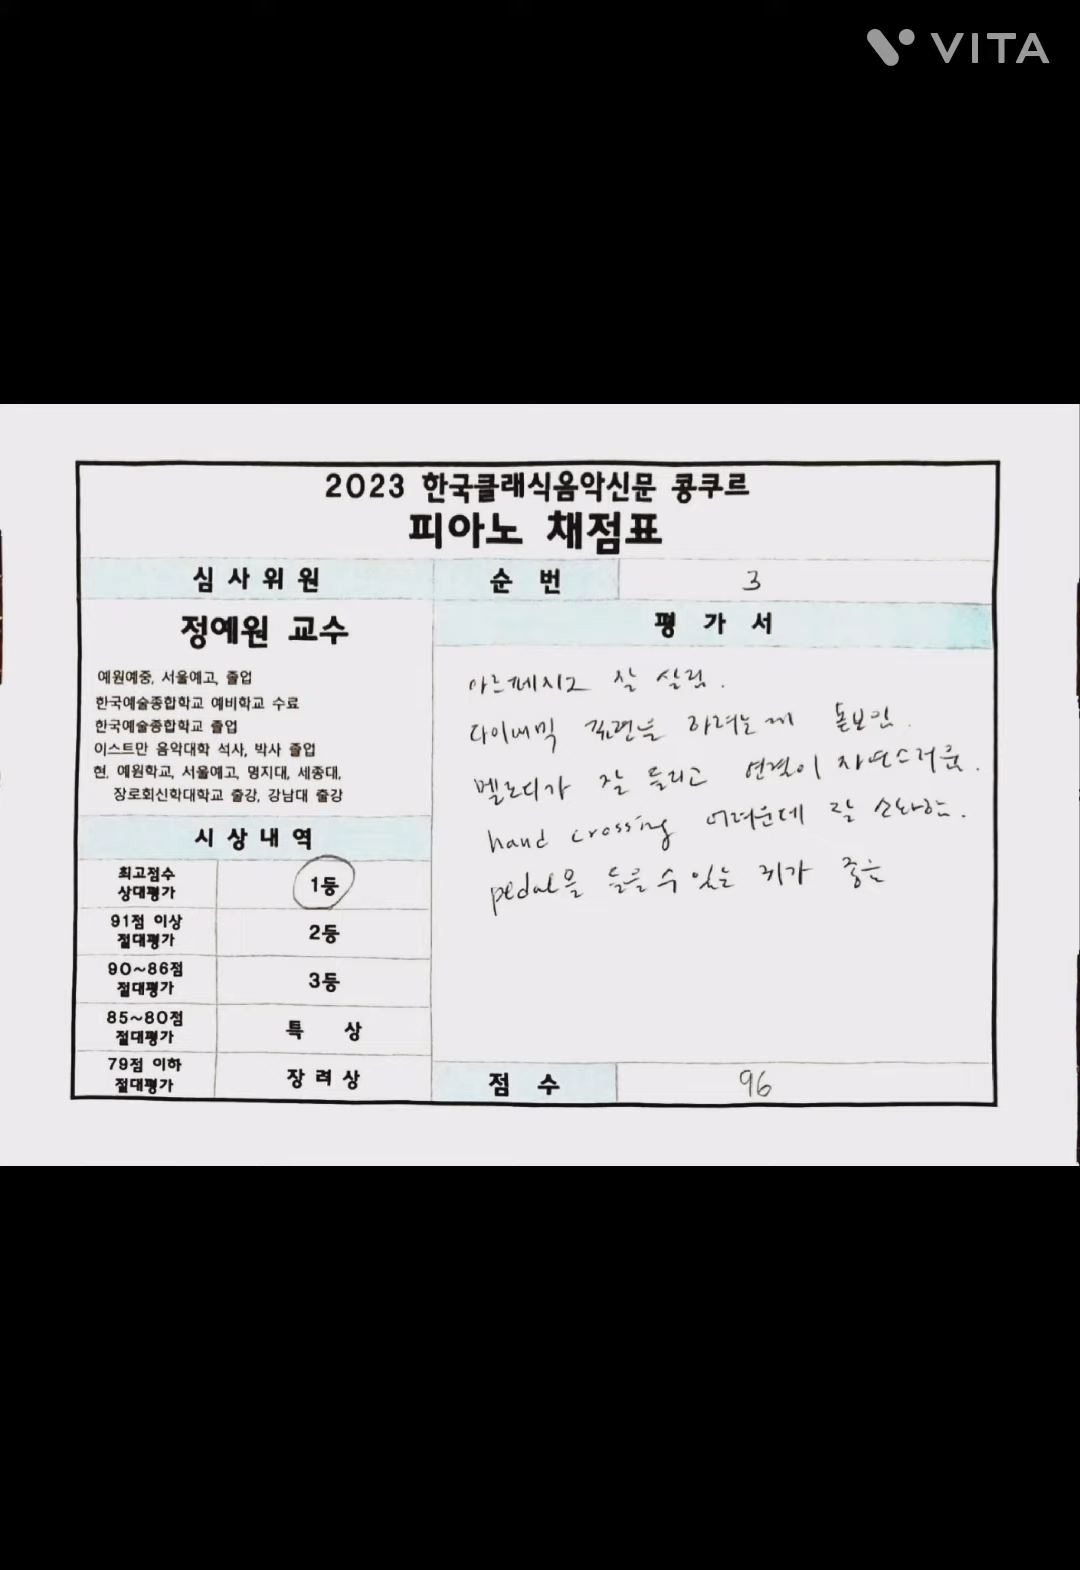 VITA
2023 한국클래식음악신문 콩쿠르
피아노 채점표
심사위원
순번
3
정예원 교수
예원예중, 서울예고, 졸업
한국예술종합학교 예비학교 수료
한국예술종합학교 졸업
이스트만 음악대학 석사, 박사 졸업
현, 예원학교, 서울예고, 명지대, 세종대,
장로회신학대학교 출강, 강남대 출강
시상내역
최고점수
상대평가
1등
91점 이상
절대평가
2등
90~86점
절대평가
3등
85~80점
절대평가
특 상
79점 이하
절대평가
장려상
평가서
아르페지오 잘 살림.
다이내믹 표현을 하려는게 돋보임.
멜로디가 잘 들리고 연결이 자연스러움.
hand crossing 어려운데 잘 소화함.
pedal을 들을 수 있는 귀가 좋음
점수
96